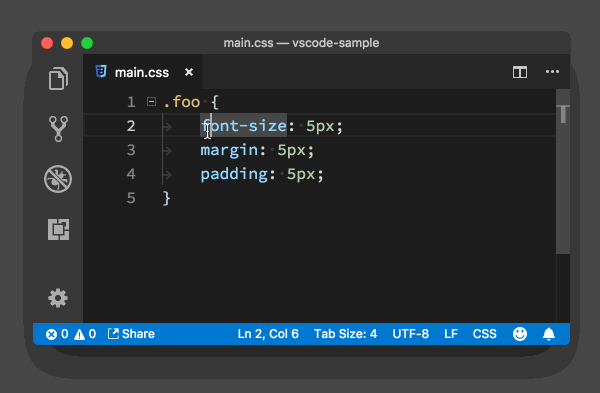 main.css — vscode-sample
main.css ×
1 .foo {
2 font-size: 5px;
3 margin: 5px;
4 padding: 5px;
5 }
0 0 Share Ln 2, Col 6 Tab Size: 4 UTF-8 LF CSS